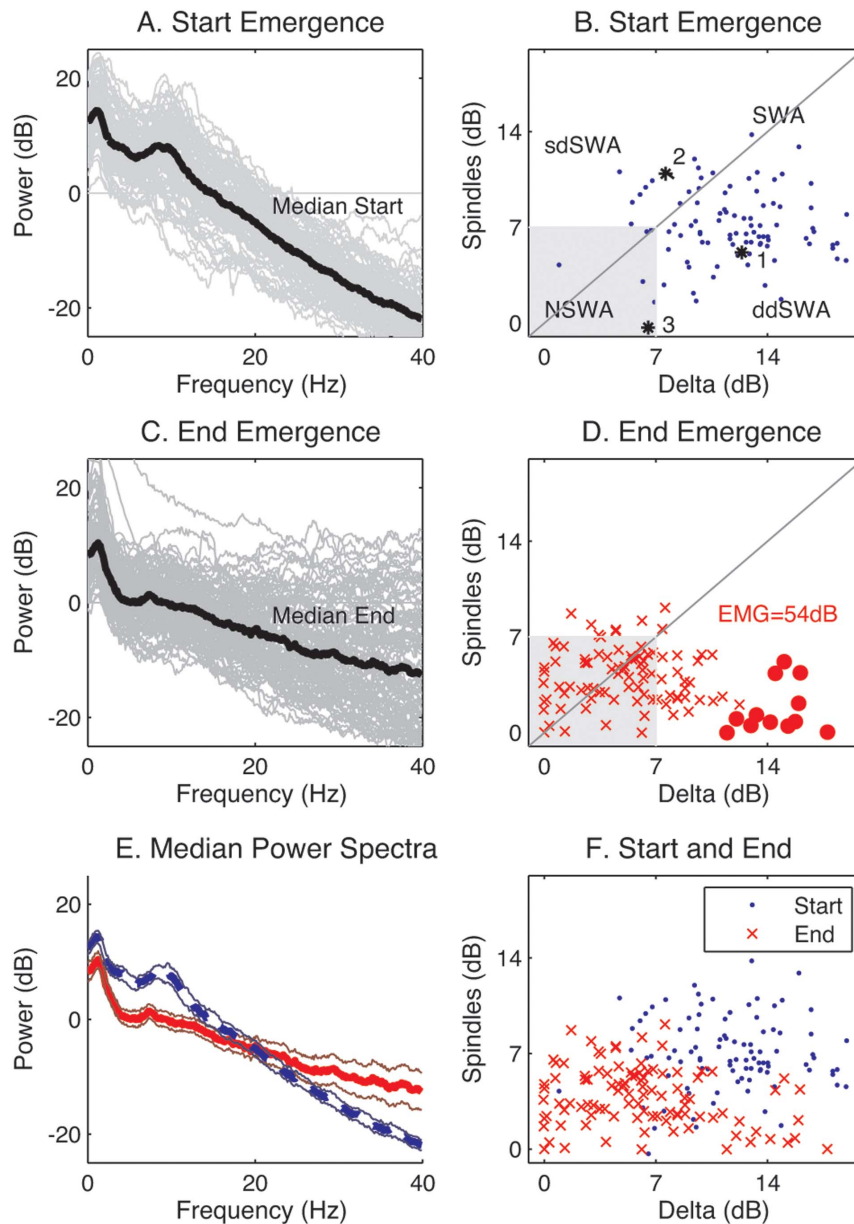 A. Start Emergence
Power (dB)
20
0
-20
Median Start
0
20
40
Frequency (Hz)
B. Start Emergence
Spindles (dB)
14
7
0
sdSWA
SWA
2
1
NSWA
3
ddSWA
0
7
14
Delta (dB)
C. End Emergence
Power (dB)
20
0
-20
Median End
0
20
40
Frequency (Hz)
D. End Emergence
Spindles (dB)
14
7
0
EMG=54dB
0
7
14
Delta (dB)
E. Median Power Spectra
Power (dB)
20
0
-20
0
20
40
Frequency (Hz)
F. Start and End
Spindles (dB)
14
7
0
Start
End
0
7
14
Delta (dB)